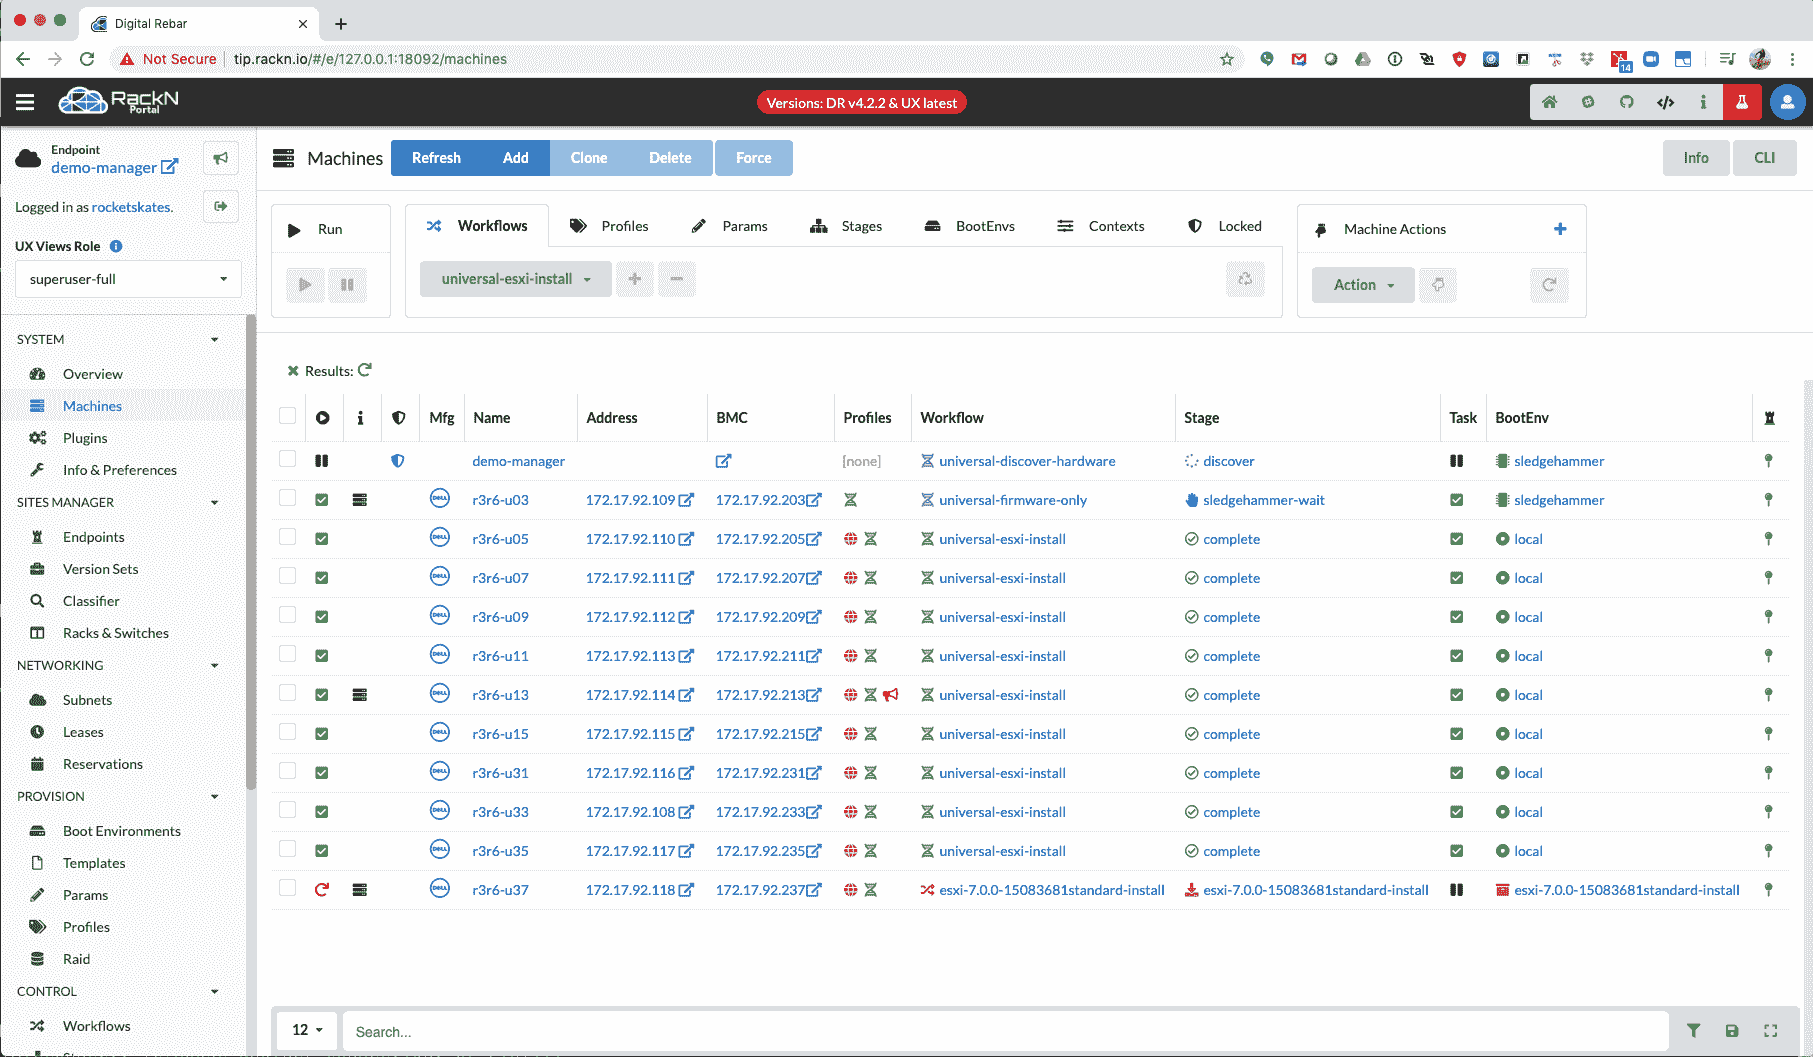 Digital Rebar
Not Secure tip.rackn.io/#/e/127.0.0.1:18092/machines
14
RackN Portal
Versions: DR v4.2.2 & UX latest
Endpoint
demo-manager
Logged in as rocketskates.
UX Views Role
superuser-full
SYSTEM
Overview
Machines
Plugins
Info & Preferences
SITES MANAGER
Endpoints
Version Sets
Classifier
Racks & Switches
NETWORKING
Subnets
Leases
Reservations
PROVISION
Boot Environments
Templates
Params
Profiles
Raid
CONTROL
Workflows
Machines Refresh Add Clone Delete Force Info CLI
Run
Workflows Profiles Params Stages BootEnvs Contexts Locked
universal-esxi-install
Machine Actions
Action
Results:
Mfg Name Address BMC Profiles Workflow Stage Task BootEnv
demo-manager [none] universal-discover-hardware discover sledgehammer
DELL r3r6-u03 172.17.92.109 172.17.92.203 universal-firmware-only sledgehammer-wait sledgehammer
DELL r3r6-u05 172.17.92.110 172.17.92.205 universal-esxi-install complete local
DELL r3r6-u07 172.17.92.111 172.17.92.207 universal-esxi-install complete local
DELL r3r6-u09 172.17.92.112 172.17.92.209 universal-esxi-install complete local
DELL r3r6-u11 172.17.92.113 172.17.92.211 universal-esxi-install complete local
DELL r3r6-u13 172.17.92.114 172.17.92.213 universal-esxi-install complete local
DELL r3r6-u15 172.17.92.115 172.17.92.215 universal-esxi-install complete local
DELL r3r6-u31 172.17.92.116 172.17.92.231 universal-esxi-install complete local
DELL r3r6-u33 172.17.92.108 172.17.92.233 universal-esxi-install complete local
DELL r3r6-u35 172.17.92.117 172.17.92.235 universal-esxi-install complete local
DELL r3r6-u37 172.17.92.118 172.17.92.237 esxi-7.0.0-15083681standard-install esxi-7.0.0-15083681standard-install esxi-7.0.0-15083681standard-install
12 Search...